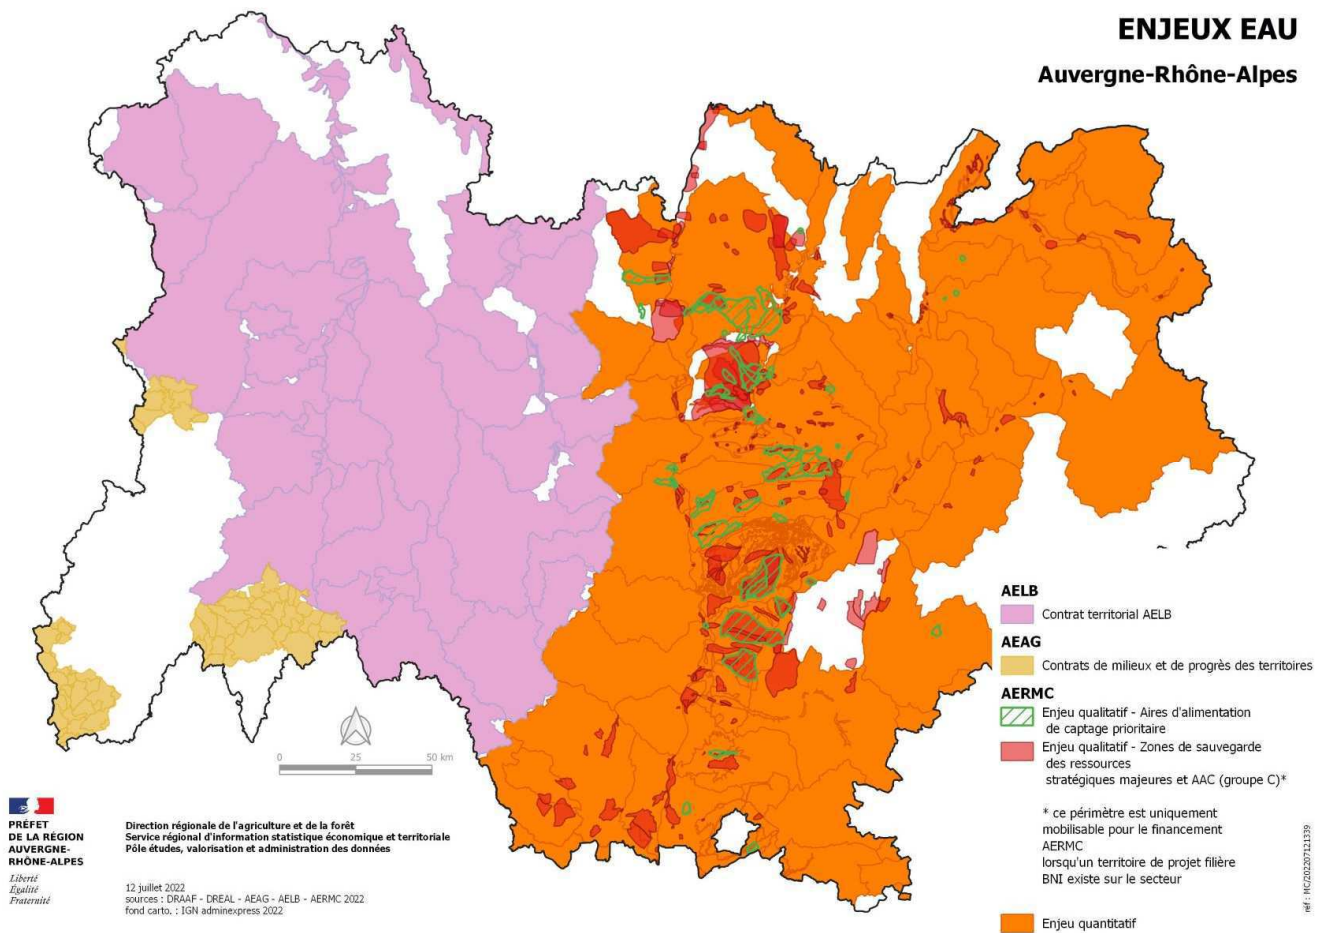 ENJEUX EAU
Auvergne-Rhône-Alpes
AELB
Contrat territorial AELB
AEAG
Contrats de milieux et de progrès des territoires
AERMC
Enjeu qualitatif - Aires d'alimentation
de captage prioritaire
Enjeu qualitatif - Zones de sauvegarde
des ressources
stratégiques majeures et AAC (groupe C)*
* ce périmètre est uniquement
mobilisable pour le financement
AERMC
lorsqu'un territoire de projet filière
BNI existe sur le secteur
Enjeu quantitatif
0 25 50 km
PRÉFET
DE LA RÉGION
AUVERGNE-
RHÔNE-ALPES
Liberté
Égalité
Fraternité
Direction régionale de l'agriculture et de la forêt
Service régional d'information statistique économique et territoriale
Pôle études, valorisation et administration des données
12 juillet 2022
sources : DRAAF - DREAL - AEAG - AELB - AERMC 2022
fond carto. : IGN adminexpress 2022
réf : MC/202207121339